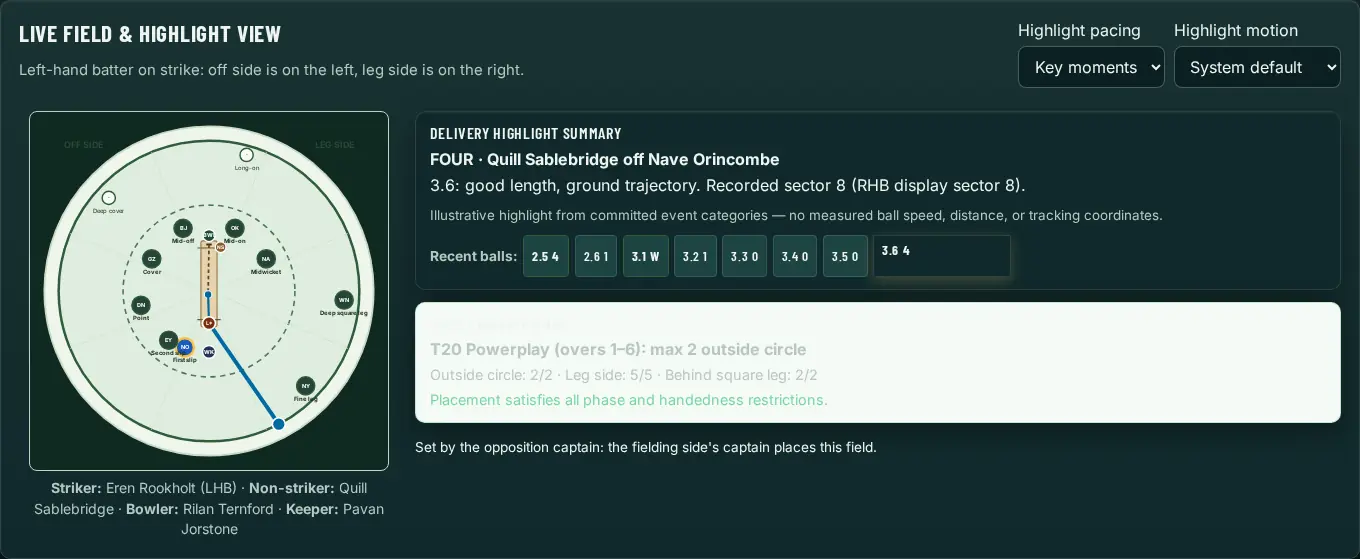 LIVE FIELD & HIGHLIGHT VIEW
Left-hand batter on strike: off side is on the left, leg side is on the right.
Highlight pacing
Key moments
Highlight motion
System default
OFF SIDE
LEG SIDE
Long-on
Deep cover
BJ
Mid-off
OK
Mid-on
OZ
Cover
NA
Midwicket
DN
Point
WN
Deep square leg
EY
Second slip
NO
First slip
WK
NY
Fine leg
Striker: Eren Rookholt (LHB) · Non-striker: Quill
Sablebridge · Bowler: Rilan Ternford · Keeper: Pavan
Jorstone
DELIVERY HIGHLIGHT SUMMARY
FOUR · Quill Sablebridge off Nave Orincombe
3.6: good length, ground trajectory. Recorded sector 8 (RHB display sector 8).
Illustrative highlight from committed event categories — no measured ball speed, distance, or tracking coordinates.
Recent balls: 2.5 4 2.6 1 3.1 W 3.2 1 3.3 0 3.4 0 3.5 0 3.6 4
T20 Powerplay (overs 1–6): max 2 outside circle
Outside circle: 2/2 · Leg side: 5/5 · Behind square leg: 2/2
Placement satisfies all phase and handedness restrictions.
Set by the opposition captain: the fielding side's captain places this field.